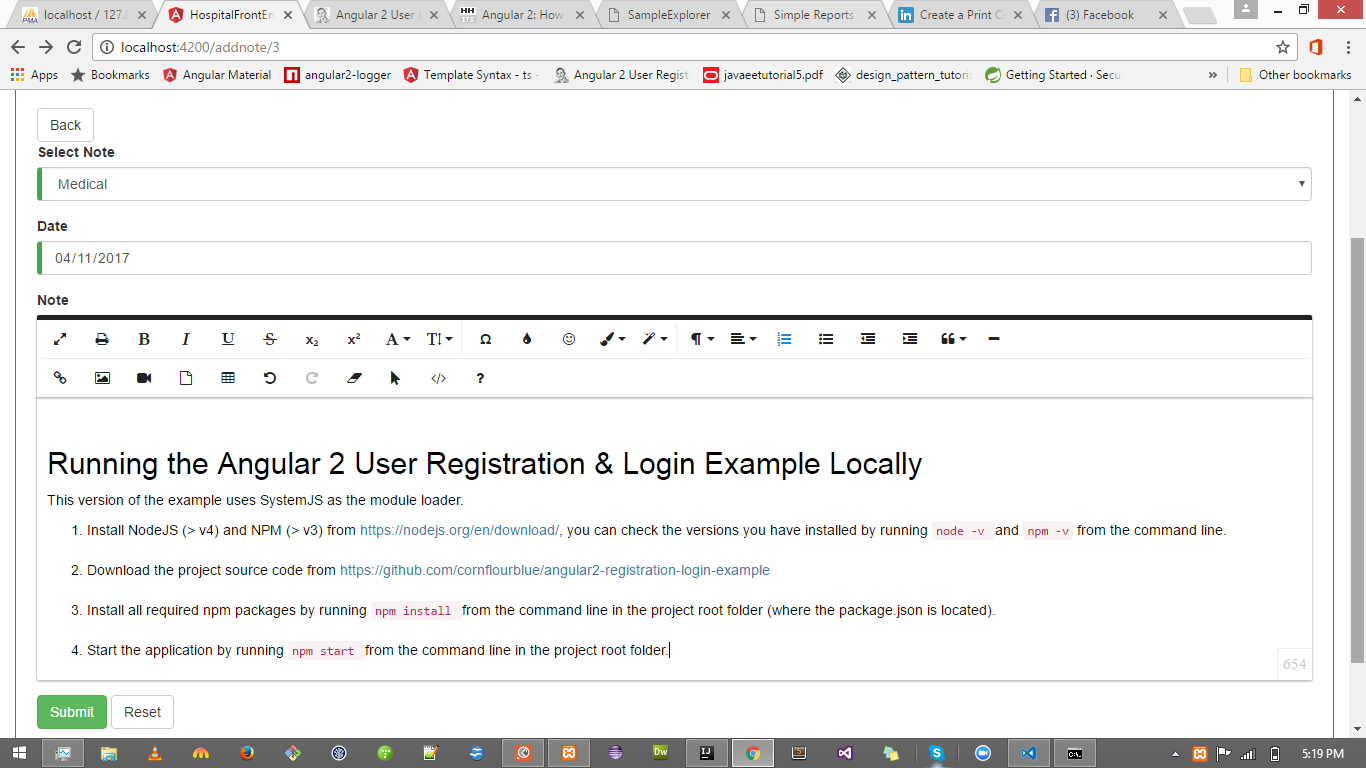 localhost / 127.0
HospitalFrontEn
Angular 2 User
Angular 2: How
SampleExplorer
Simple Reports
Create a Print C
(3) Facebook
localhost:4200/addnote/3
Apps Bookmarks Angular Material angular2-logger Template Syntax - ts - Angular 2 User Regist javaeetutorial5.pdf design_pattern_tutoria Getting Started · Secu » Other bookmarks
Back
Select Note
Medical
Date
04/11/2017
Note
B I U S x₂ x² A T Ω ¶
</> ?
Running the Angular 2 User Registration & Login Example Locally
This version of the example uses SystemJS as the module loader.
1. Install NodeJS (> v4) and NPM (> v3) from https://nodejs.org/en/download/, you can check the versions you have installed by running node -v and npm -v from the command line.
2. Download the project source code from https://github.com/cornflourblue/angular2-registration-login-example
3. Install all required npm packages by running npm install from the command line in the project root folder (where the package.json is located).
4. Start the application by running npm start from the command line in the project root folder.
654
Submit Reset
5:19 PM